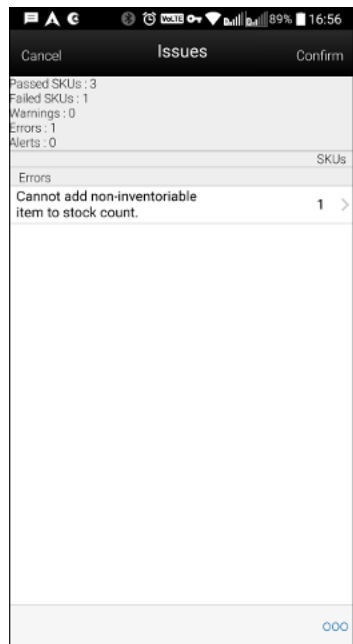 VoLTE 89% 16:56
Cancel Issues Confirm
Passed SKUs : 3
Failed SKUs : 1
Warnings : 0
Errors : 1
Alerts : 0
SKUs
Errors
Cannot add non-inventoriable
item to stock count. 1